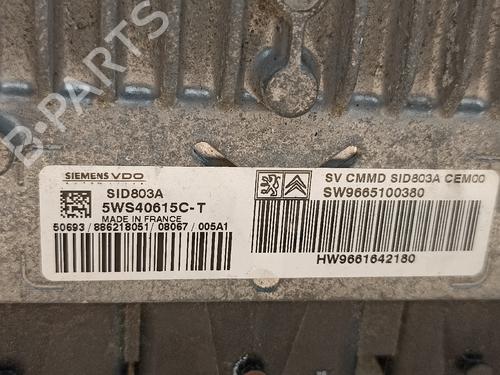 B-PARTS
SIEMENS VDO
SID803A
5WS40615C-T
MADE IN FRANCE
50693/886218051/08067/005A1
SV CMMD SID803A CEM00
SW9665100380
HW9661642180